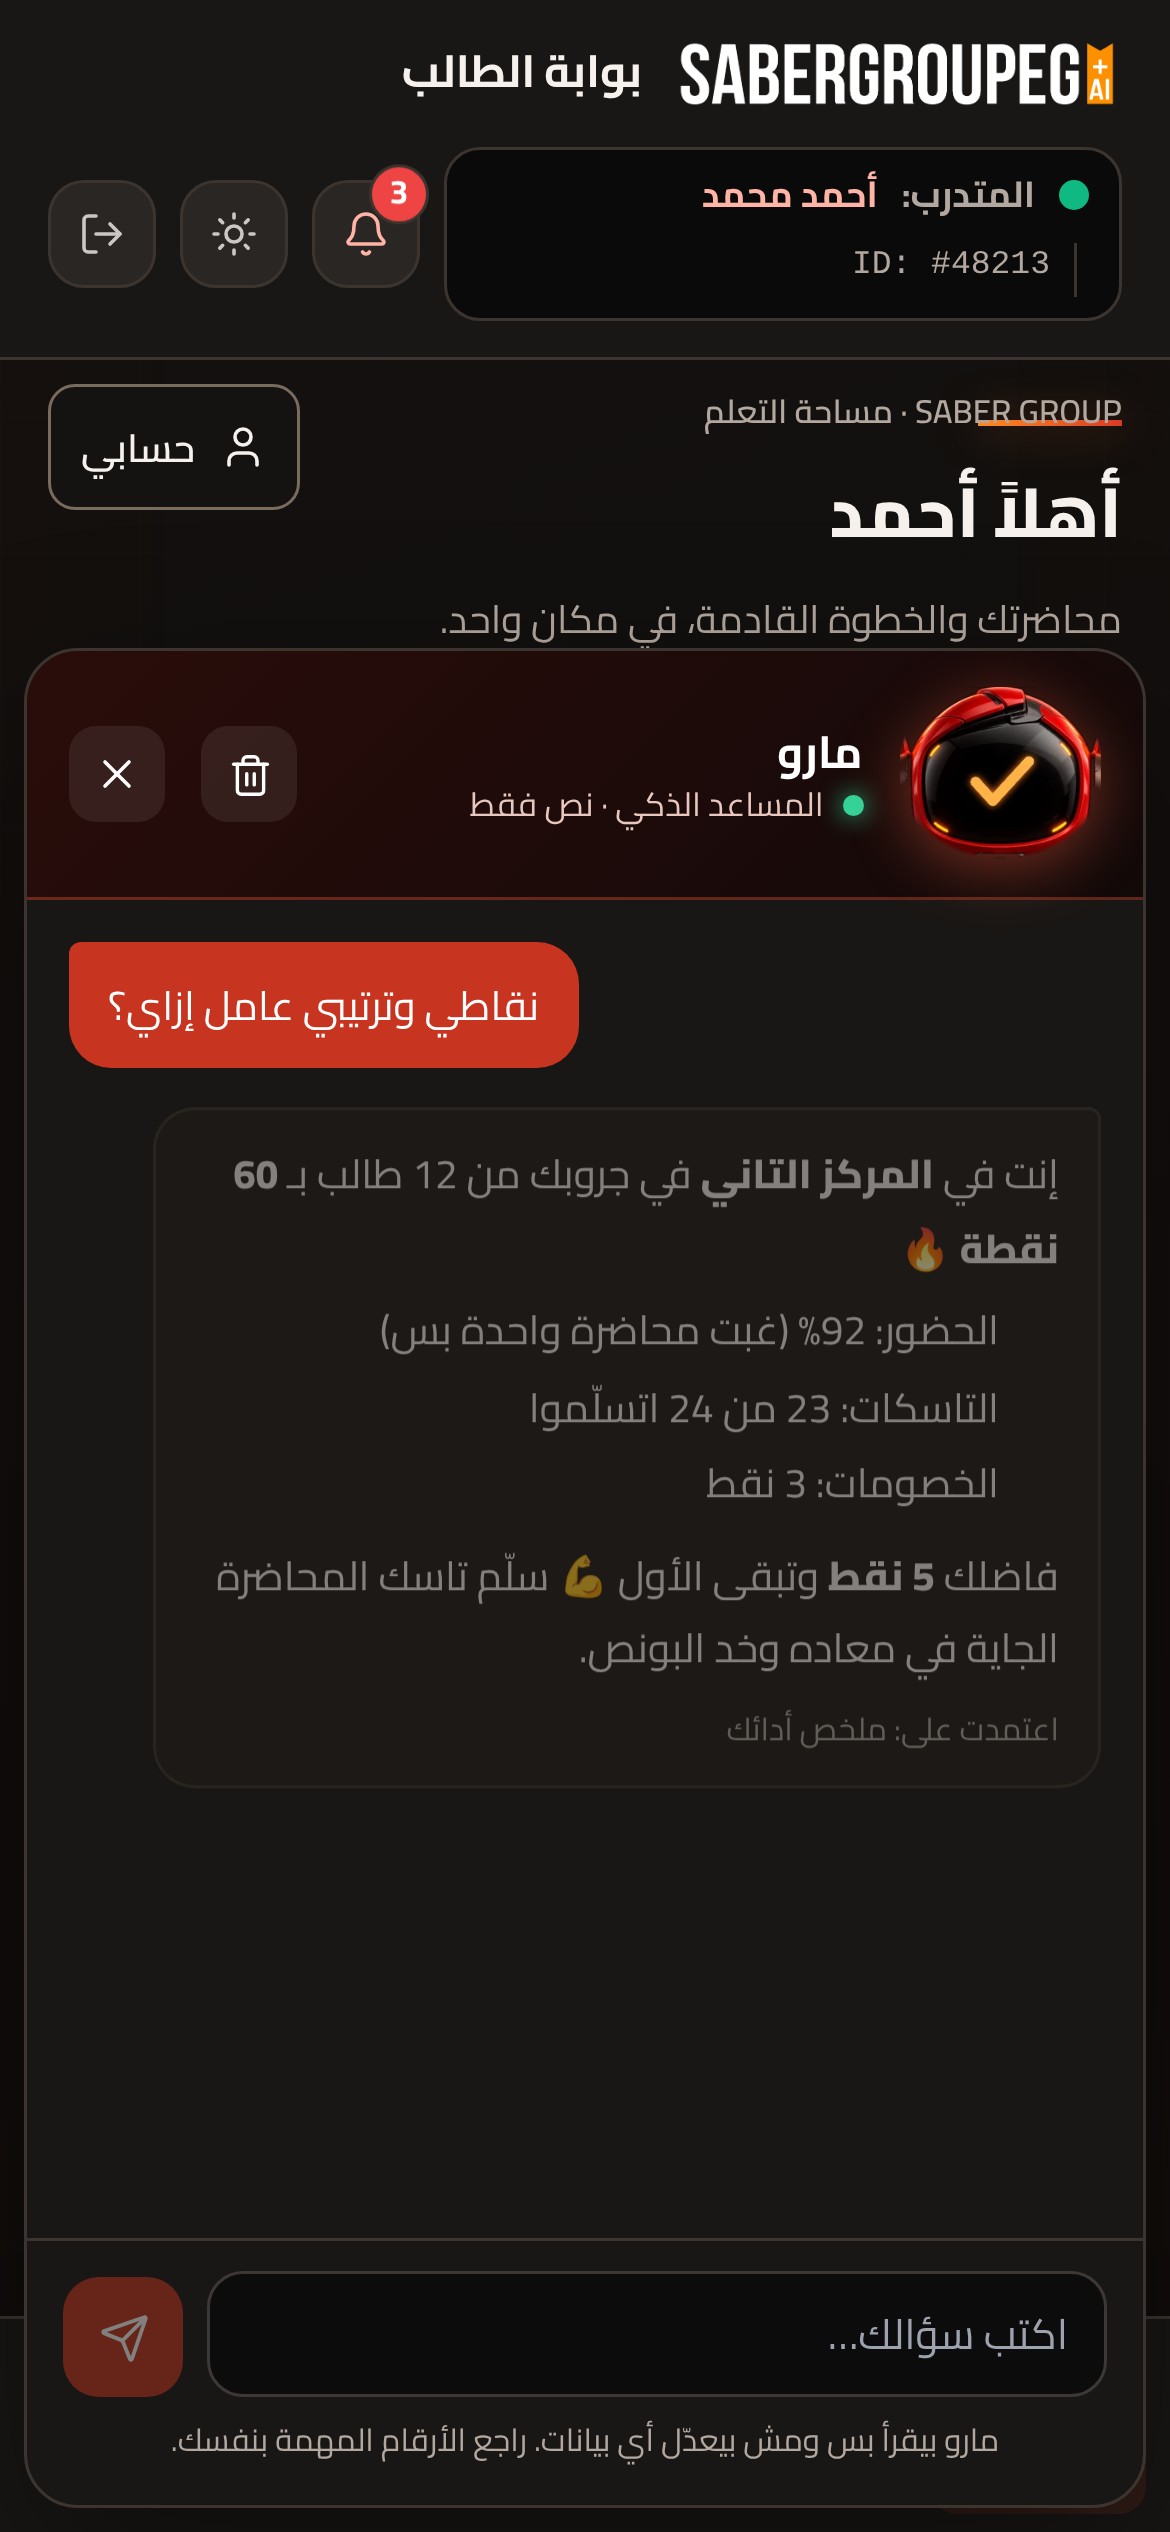 SABERGROUPEG +AI بوابة الطالب
المتدرب: أحمد محمد
ID: #48213
3
SABER GROUP · مساحة التعلم
حسابي
أهلاً أحمد
محاضرتك والخطوة القادمة، في مكان واحد.
مارو
المساعد الذكي · نص فقط
نقاطي وترتيبي عامل إزاي؟
إنت في المركز التاني في جروبك من 12 طالب بـ 60
نقطة 🔥
الحضور: 92% (غبت محاضرة واحدة بس)
التاسكات: 23 من 24 اتسلّموا
الخصومات: 3 نقط
فاضلك 5 نقط وتبقى الأول 💪 سلّم تاسك المحاضرة
الجاية في معاده وخد البونص.
اعتمدت على: ملخص أدائك
اكتب سؤالك...
مارو بيقرأ بس ومش بيعدّل أي بيانات. راجع الأرقام المهمة بنفسك.